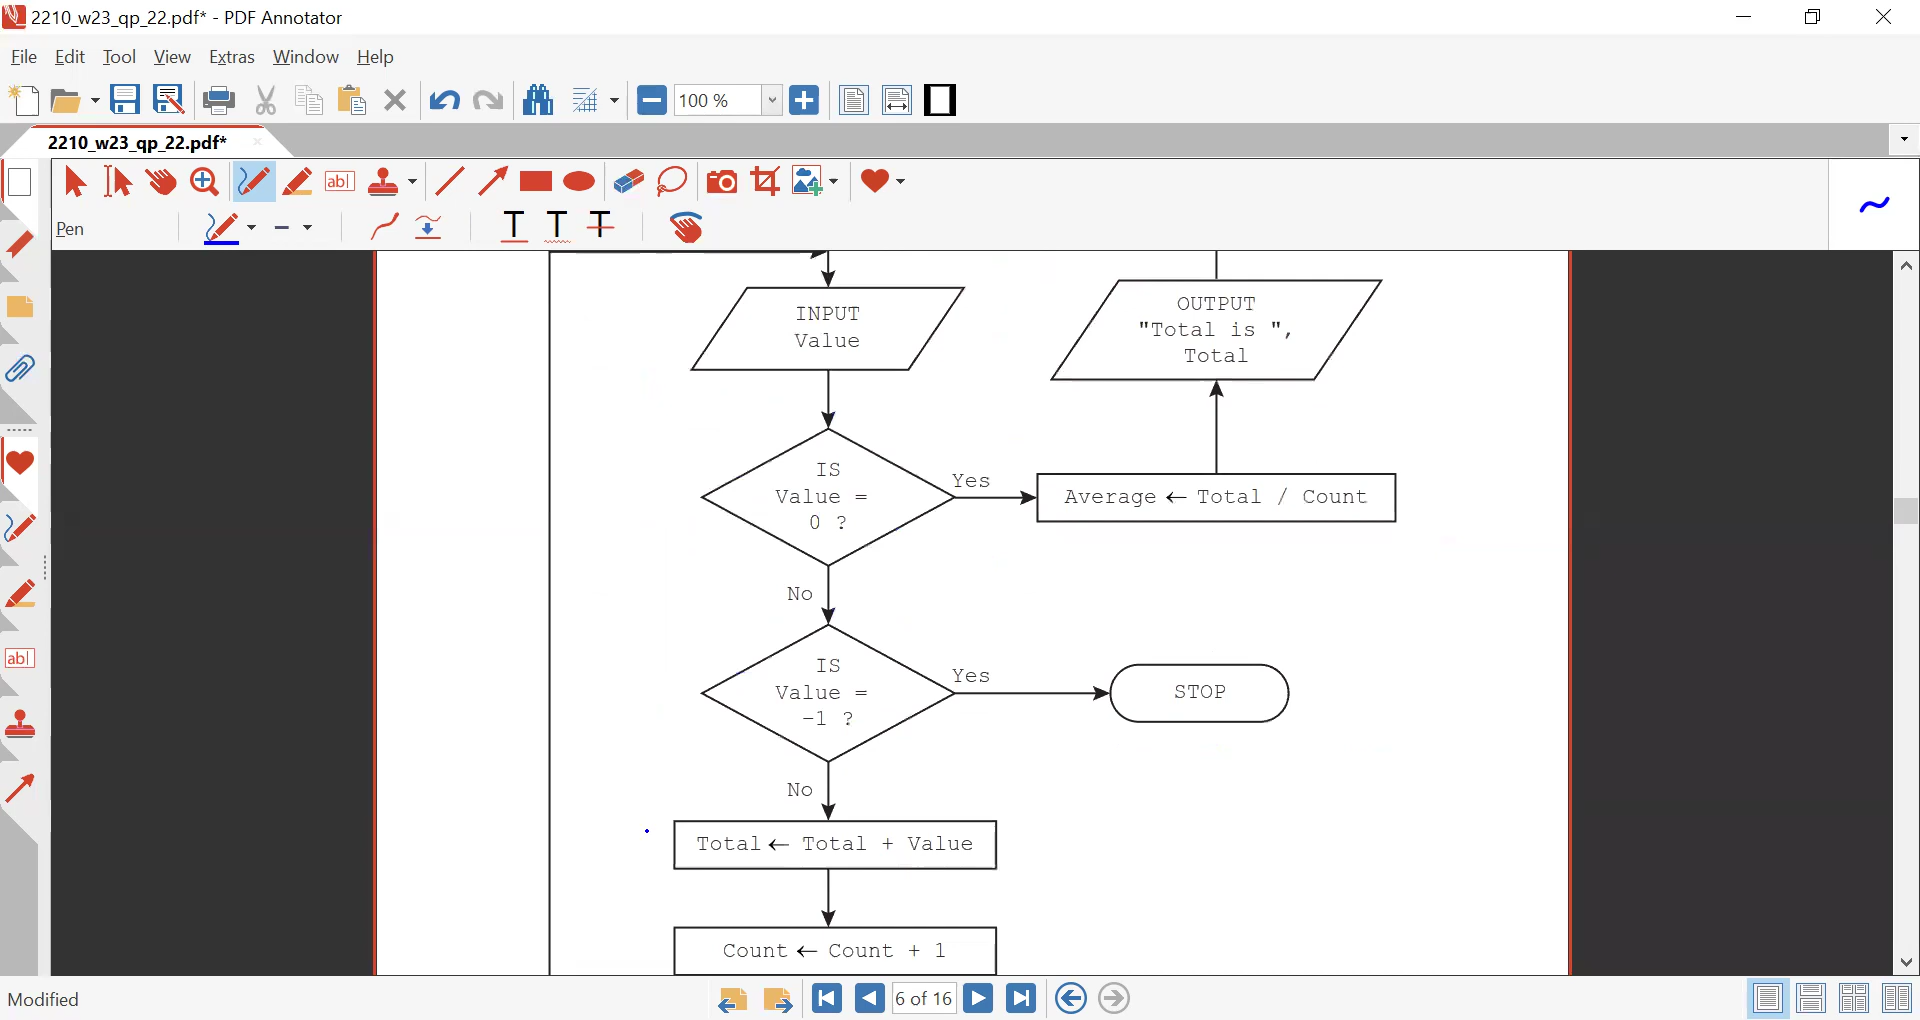 2210_w23_qp_22.pdf* - PDF Annotator
File Edit Tool View Extras Window Help
100 %
2210_w23_qp_22.pdf*
ab|
Pen
T T T
INPUT
Value
OUTPUT
"Total is ",
Total
IS
Value =
0 ?
Yes
Average ← Total / Count
No
IS
Value =
-1 ?
Yes
STOP
No
ab|
Total ← Total + Value
Count ← Count + 1
Modified
6 of 16